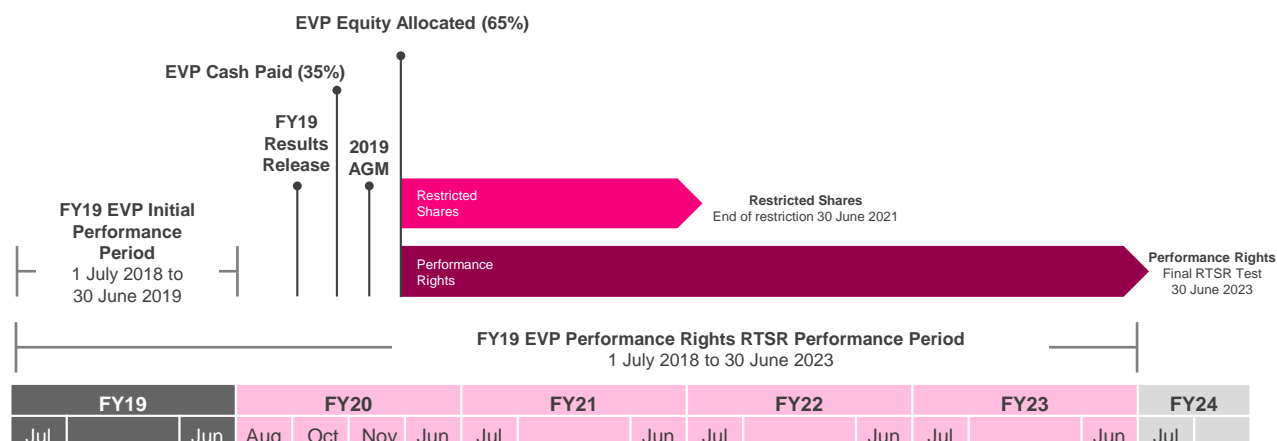 EVP Equity Allocated (65%)
EVP Cash Paid (35%)
FY19
Results
Release
2019
AGM
Restricted
Shares
Restricted Shares
End of restriction 30 June 2021
FY19 EVP Initial
Performance
Period
1 July 2018 to
30 June 2019
Performance
Rights
Performance Rights
Final RTSR Test
30 June 2023
FY19 EVP Performance Rights RTSR Performance Period
1 July 2018 to 30 June 2023
FY19 FY20 FY21 FY22 FY23 FY24
Jul Jun Aug Oct Nov Jun Jul Jun Jul Jun Jul Jun Jul